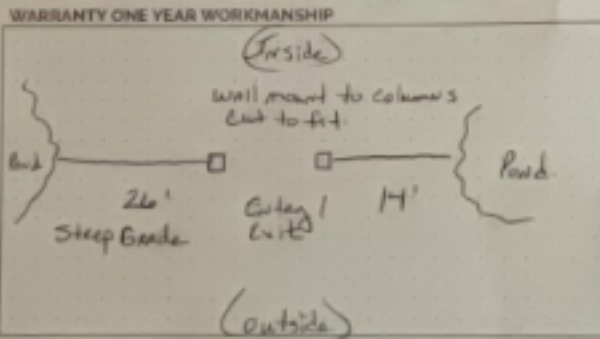 WARRANTY ONE YEAR WORKMANSHIP
(Inside)
Wall mount to columns
Cut to fit.
Pond.
26'
14'
Steep Grade
Exit
(Outside)